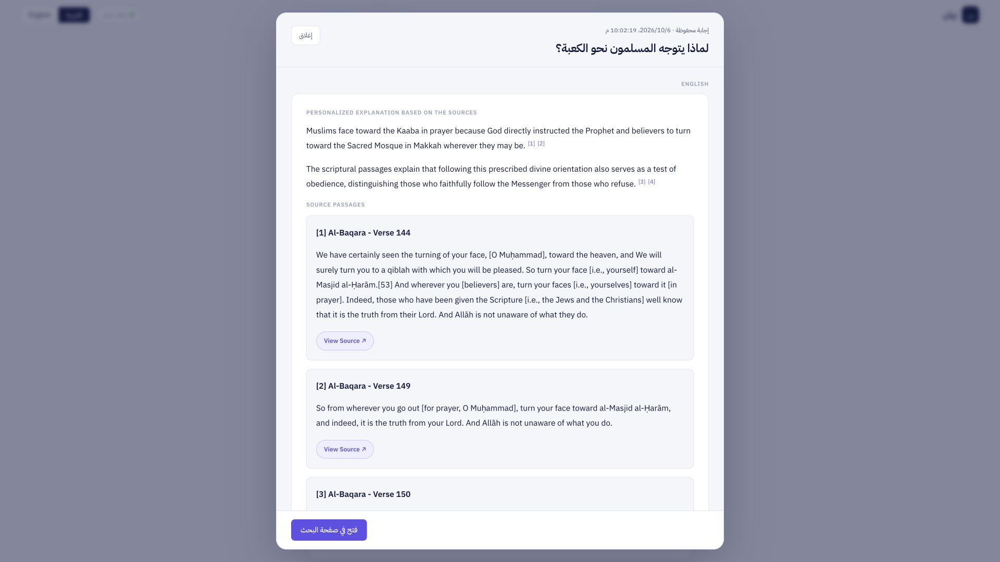 إجابة محفوظة · 2026/10/6، 10:02:19 م
لماذا يتوجه المسلمون نحو الكعبة؟
إغلاق
ENGLISH
PERSONALIZED EXPLANATION BASED ON THE SOURCES
Muslims face toward the Kaaba in prayer because God directly instructed the Prophet and believers to turn
toward the Sacred Mosque in Makkah wherever they may be. [1] [2]
The scriptural passages explain that following this prescribed divine orientation also serves as a test of
obedience, distinguishing those who faithfully follow the Messenger from those who refuse. [3] [4]
SOURCE PASSAGES
[1] Al-Baqara - Verse 144
We have certainly seen the turning of your face, [O Muḥammad], toward the heaven, and We will
surely turn you to a qiblah with which you will be pleased. So turn your face [i.e., yourself] toward al-
Masjid al-Ḥarām.[53] And wherever you [believers] are, turn your faces [i.e., yourselves] toward it [in
prayer]. Indeed, those who have been given the Scripture [i.e., the Jews and the Christians] well know
that it is the truth from their Lord. And Allāh is not unaware of what they do.
View Source ↗
[2] Al-Baqara - Verse 149
So from wherever you go out [for prayer, O Muḥammad], turn your face toward al-Masjid al-Ḥarām,
and indeed, it is the truth from your Lord. And Allāh is not unaware of what you do.
View Source ↗
[3] Al-Baqara - Verse 150
فتح في صفحة البحث